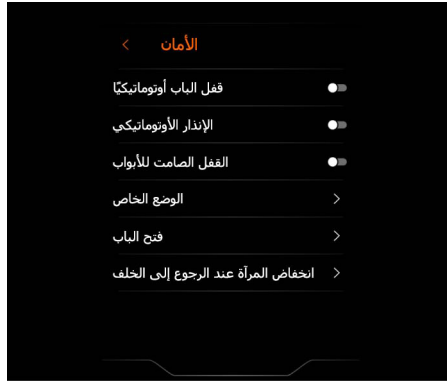 الأمان
قفل الباب أوتوماتيكيًا
الإنذار الأوتوماتيكي
القفل الصامت للأبواب
الوضع الخاص
فتح الباب
انخفاض المرآة عند الرجوع إلى الخلف